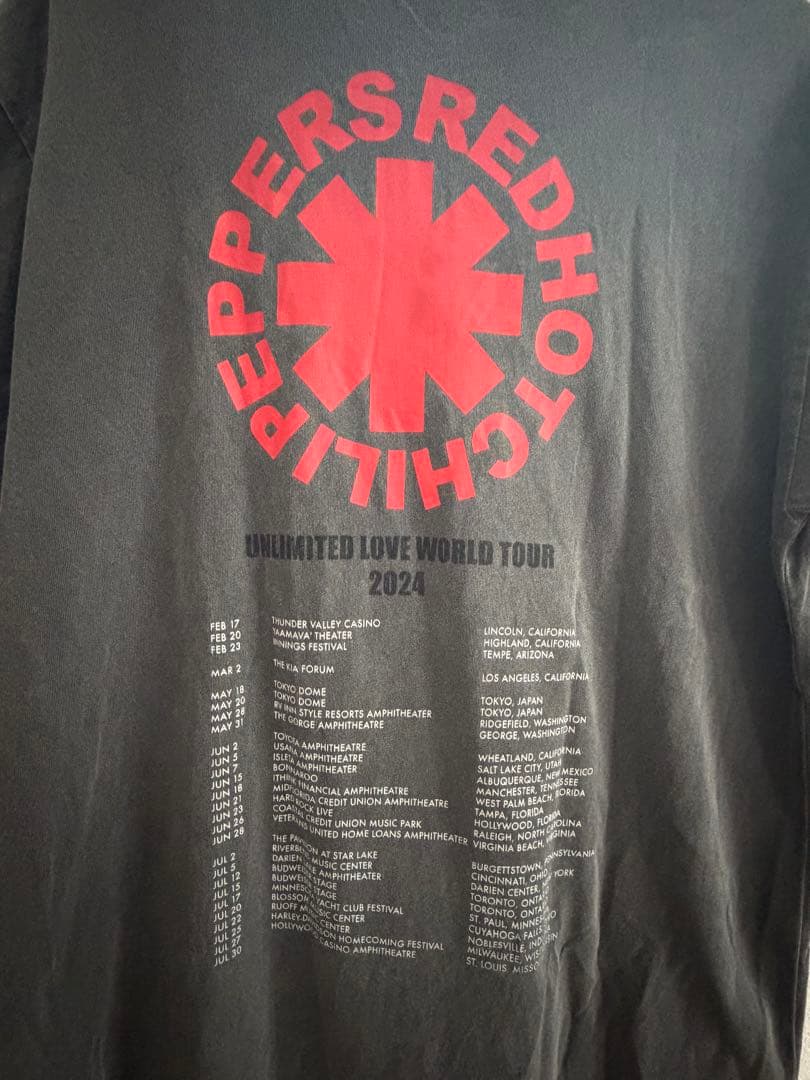 RED HOT CHILI PEPPERS
UNLIMITED LOVE WORLD TOUR
2024
FEB 17 THUNDER VALLEY CASINO LINCOLN, CALIFORNIA
FEB 20 YAAMAVA' THEATER HIGHLAND, CALIFORNIA
FEB 23 INNINGS FESTIVAL TEMPE, ARIZONA
MAR 2 THE KIA FORUM LOS ANGELES, CALIFORNIA
MAY 18 TOKYO DOME TOKYO, JAPAN
MAY 20 TOKYO DOME TOKYO, JAPAN
MAY 28 RV INN STYLE RESORTS AMPHITHEATER RIDGEFIELD, WASHINGTON
MAY 31 THE GORGE AMPHITHEATRE GEORGE, WASHINGTON
JUN 2 TOYOTA AMPHITHEATRE WHEATLAND, CALIFORNIA
JUN 5 USANA AMPHITHEATRE SALT LAKE CITY, UTAH
JUN 7 ISLETA AMPHITHEATER ALBUQUERQUE, NEW MEXICO
JUN 15 BONNAROO MANCHESTER, TENNESSEE
JUN 18 ITHINK FINANCIAL AMPHITHEATRE WEST PALM BEACH, FLORIDA
JUN 21 MIDFLORIDA CREDIT UNION AMPHITHEATRE TAMPA, FLORIDA
JUN 23 HARD ROCK LIVE HOLLYWOOD, FLORIDA
JUN 26 COASTAL CREDIT UNION MUSIC PARK RALEIGH, NORTH CAROLINA
JUN 28 VETERANS UNITED HOME LOANS AMPHITHEATER VIRGINIA BEACH, VIRGINIA
JUL 2 THE PAVILION AT STAR LAKE BURGETTSTOWN, PENNSYLVANIA
JUL 5 RIVERBEND MUSIC CENTER CINCINNATI, OHIO
JUL 12 DARIEN LAKE AMPHITHEATER DARIEN CENTER, NEW YORK
JUL 15 BUDWEISER STAGE TORONTO, ONTARIO
JUL 17 BUDWEISER STAGE TORONTO, ONTARIO
JUL 20 MINNESOTA YACHT CLUB FESTIVAL ST. PAUL, MINNESOTA
JUL 22 BLOSSOM MUSIC CENTER CUYAHOGA FALLS, OHIO
JUL 25 RUOFF MUSIC CENTER NOBLESVILLE, INDIANA
JUL 27 HARLEY-DAVIDSON HOMECOMING FESTIVAL MILWAUKEE, WISCONSIN
JUL 30 HOLLYWOOD CASINO AMPHITHEATRE ST. LOUIS, MISSOURI